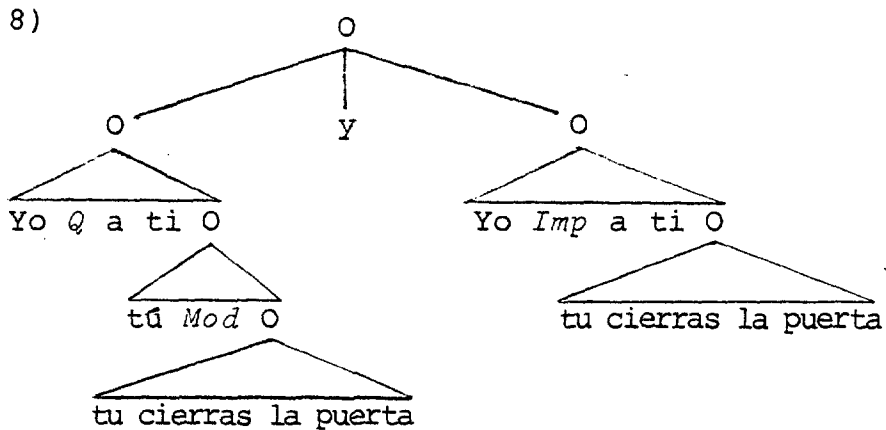 8)
O
O y O
Yo Q a ti O Yo Imp a ti O
tú Mod O tu cierras la puerta
tu cierras la puerta